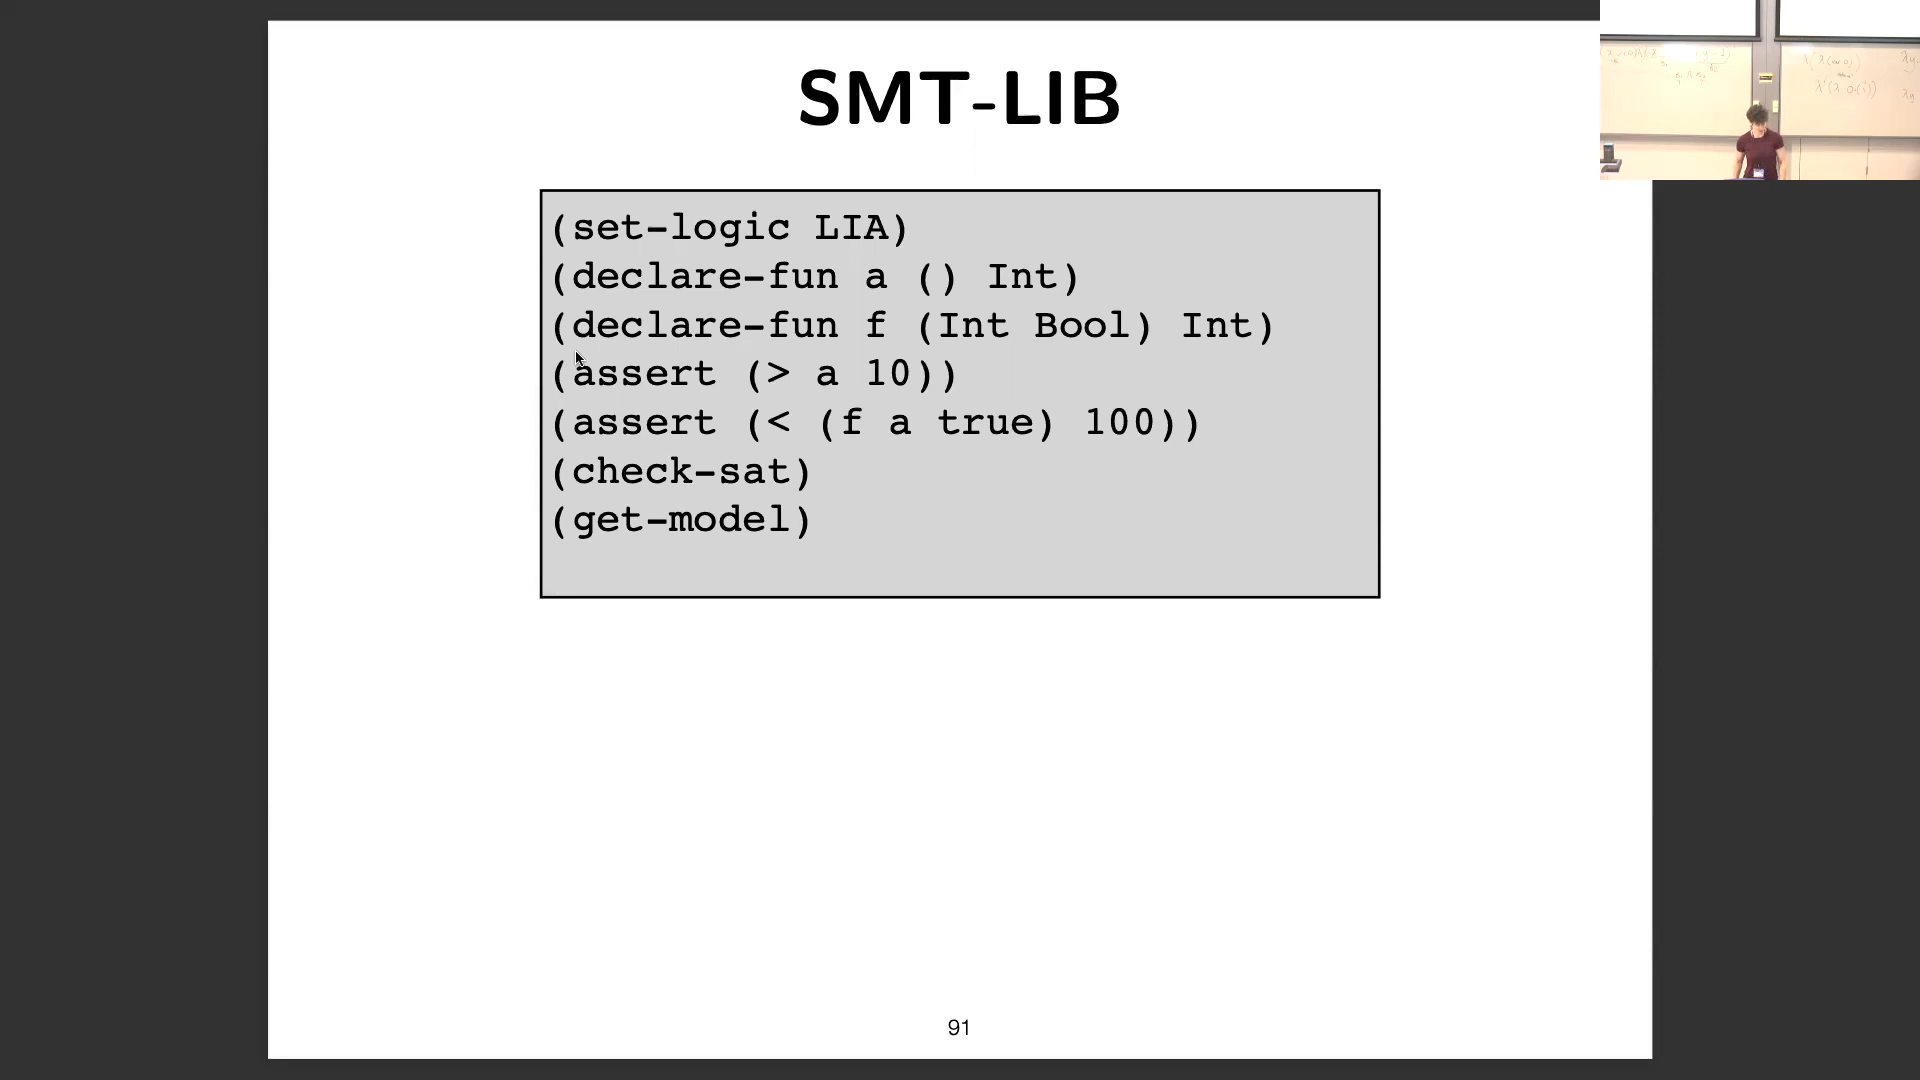 SMT-LIB
(set-logic LIA)
(declare-fun a () Int)
(declare-fun f (Int Bool) Int)
(assert (> a 10))
(assert (< (f a true) 100))
(check-sat)
(get-model)
91